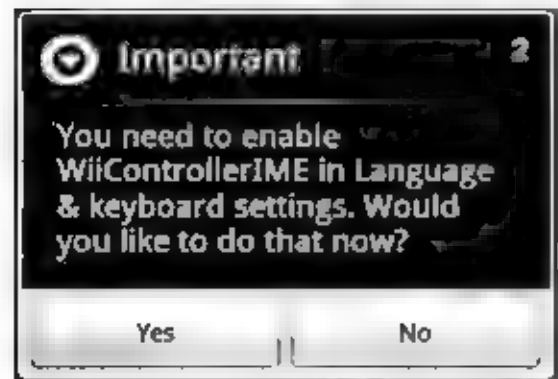 Important
2
You need to enable
WiiControllerIME in Language
& keyboard settings. Would
you like to do that now?
Yes
No